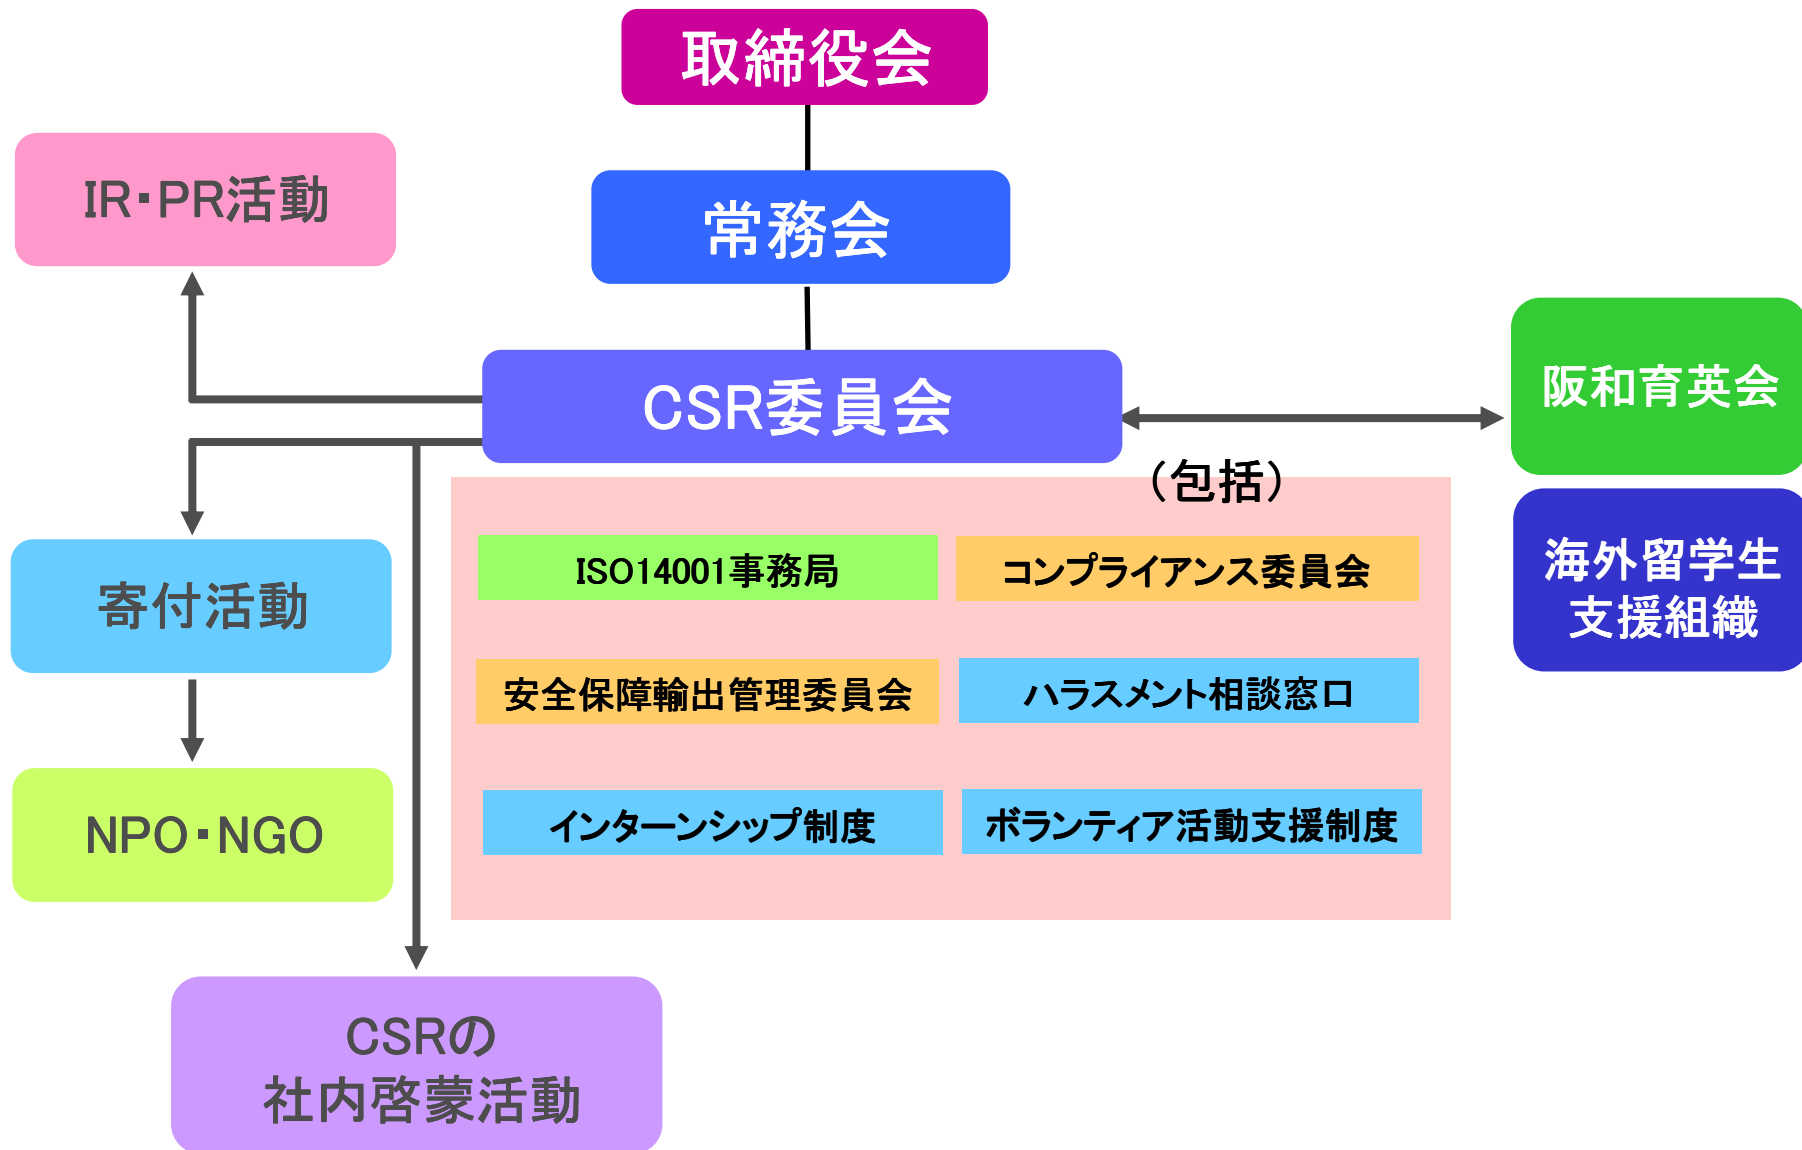 取締役会
IR・PR活動
常務会
CSR委員会
阪和育英会
(包括)
海外留学生
支援組織
ISO14001事務局
コンプライアンス委員会
安全保障輸出管理委員会
ハラスメント相談窓口
インターンシップ制度
ボランティア活動支援制度
寄付活動
NPO・NGO
CSRの
社内啓蒙活動